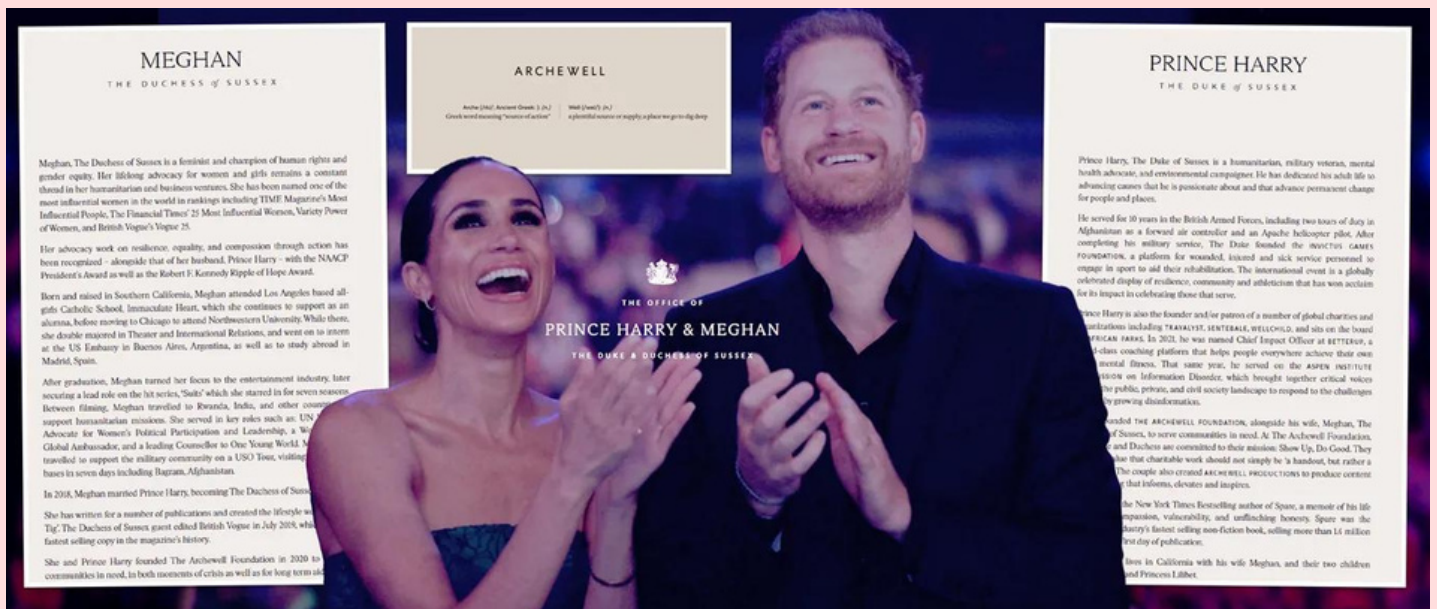 MEGHAN
THE DUCHESS of SUSSEX
Meghan, The Duchess of Sussex is a feminist and champion of human rights and
gender equity. Her lifelong advocacy for women and girls remains a constant
thread in her humanitarian and business ventures. She has been named one of the
most influential women in the world in rankings including TIME Magazine's Most
Influential People, The Financial Times' 25 Most Influential Women, Variety Power
of Women, and British Vogue's Vogue 25.
Her advocacy work on resilience, equality, and compassion through action has
been recognized – alongside that of her husband, Prince Harry – with the NAACP
President's Award as well as the Robert F. Kennedy Ripple of Hope Award.
Born and raised in Southern California, Meghan attended Los Angeles based all-
girls Catholic School, Immaculate Heart, which she continues to support as an
alumna, before moving to Chicago to attend Northwestern University. While there,
she double majored in Theater and International Relations, and went on to intern
at the US Embassy in Buenos Aires, Argentina, as well as to study abroad in
Madrid, Spain.
After graduation, Meghan turned her focus to the entertainment industry, later
securing a lead role on the hit series, 'Suits' which she starred in for seven seasons
Between filming, Meghan travelled to Rwanda, India, and other
support humanitarian missions. She served in key roles such as: UN
Advocate for Women's Political Participation and Leadership, a
Global Ambassador, and a leading Counsellor to One Young World.
travelled to support the military community on a USO Tour, visiting
bases in seven days including Bagram, Afghanistan.
In 2018, Meghan married Prince Harry, becoming The Duchess of
She has written for a number of publications and created the lifestyle
Tig'. The Duchess of Sussex guest edited British Vogue in July 2019,
fastest selling copy in the magazine's history.
She and Prince Harry founded The Archewell Foundation in 2020 to
communities in need, in both moments of crisis as well as for long term
ARCHEWELL
Arche Ancient Greek (n.)
Greek word meaning "source of action"
Well (n.)
a plentiful source or supply; a place we go to dig deep
THE OFFICE OF
PRINCE HARRY & MEGHAN
THE DUKE & DUCHESS OF SUSSEX
PRINCE HARRY
THE DUKE of SUSSEX
Prince Harry, The Duke of Sussex is a humanitarian, military veteran, mental
health advocate, and environmental campaigner. He has dedicated his adult life to
advancing causes that he is passionate about and that advance permanent change
for people and places.
He served for 10 years in the British Armed Forces, including two tours of duty in
Afghanistan as a forward air controller and an Apache helicopter pilot. After
completing his military service, The Duke founded the INVICTUS GAMES
FOUNDATION, a platform for wounded, injured and sick service personnel to
engage in sport to aid their rehabilitation. The international event is a globally
celebrated display of resilience, community and athleticism that has won acclaim
for its impact in celebrating those that serve.
Prince Harry is also the founder and/or patron of a number of global charities and
including TRAVALYST, SENTEBALE, WELLCHILD, and sits on the board
AFRICAN PARKS. In 2021, he was named Chief Impact Officer at BETTERUP, a
coaching platform that helps people everywhere achieve their own
mental fitness. That same year, he served on the ASPEN INSTITUTE
on Information Disorder, which brought together critical voices
the public, private, and civil society landscape to respond to the challenges
by growing disinformation.
THE ARCHEWELL FOUNDATION, alongside his wife, Meghan, The
of Sussex, to serve communities in need. At The Archewell Foundation,
and Duchess are committed to their mission: Show Up, Do Good. They
that charitable work should not simply be 'a handout, but rather a
The couple also created ARCHEWELL PRODUCTIONS to produce content
that informs, elevates and inspires.
the New York Times Bestselling author of Spare, a memoir of his life
vulnerability, and unflinching honesty. Spare was the
fastest selling non-fiction book, selling more than 1.4 million
first day of publication.
lives in California with his wife Meghan, and their two children
and Princess Lilibet.